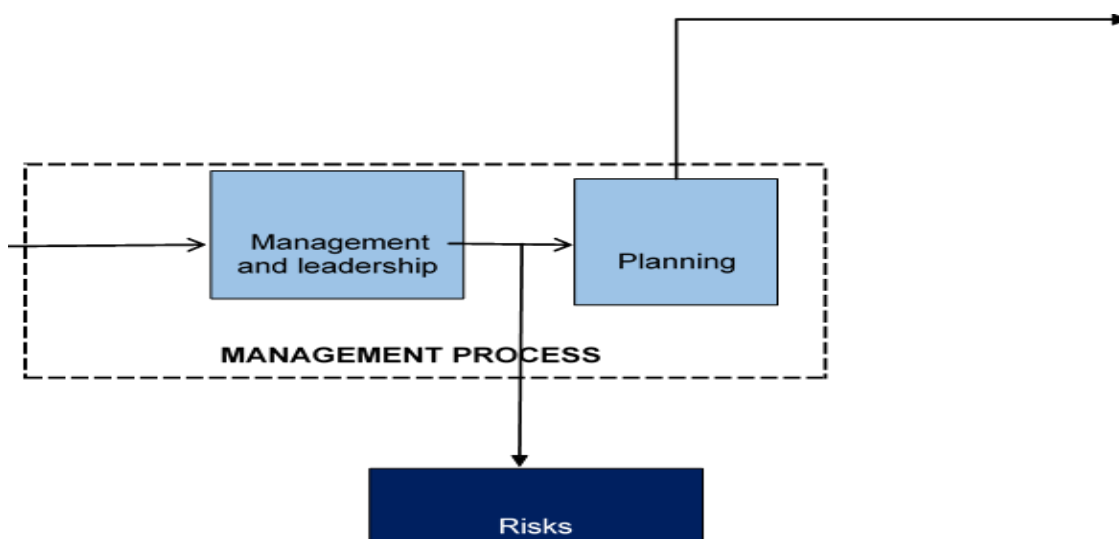 Management
and leadership
Planning
MANAGEMENT PROCESS
Risks